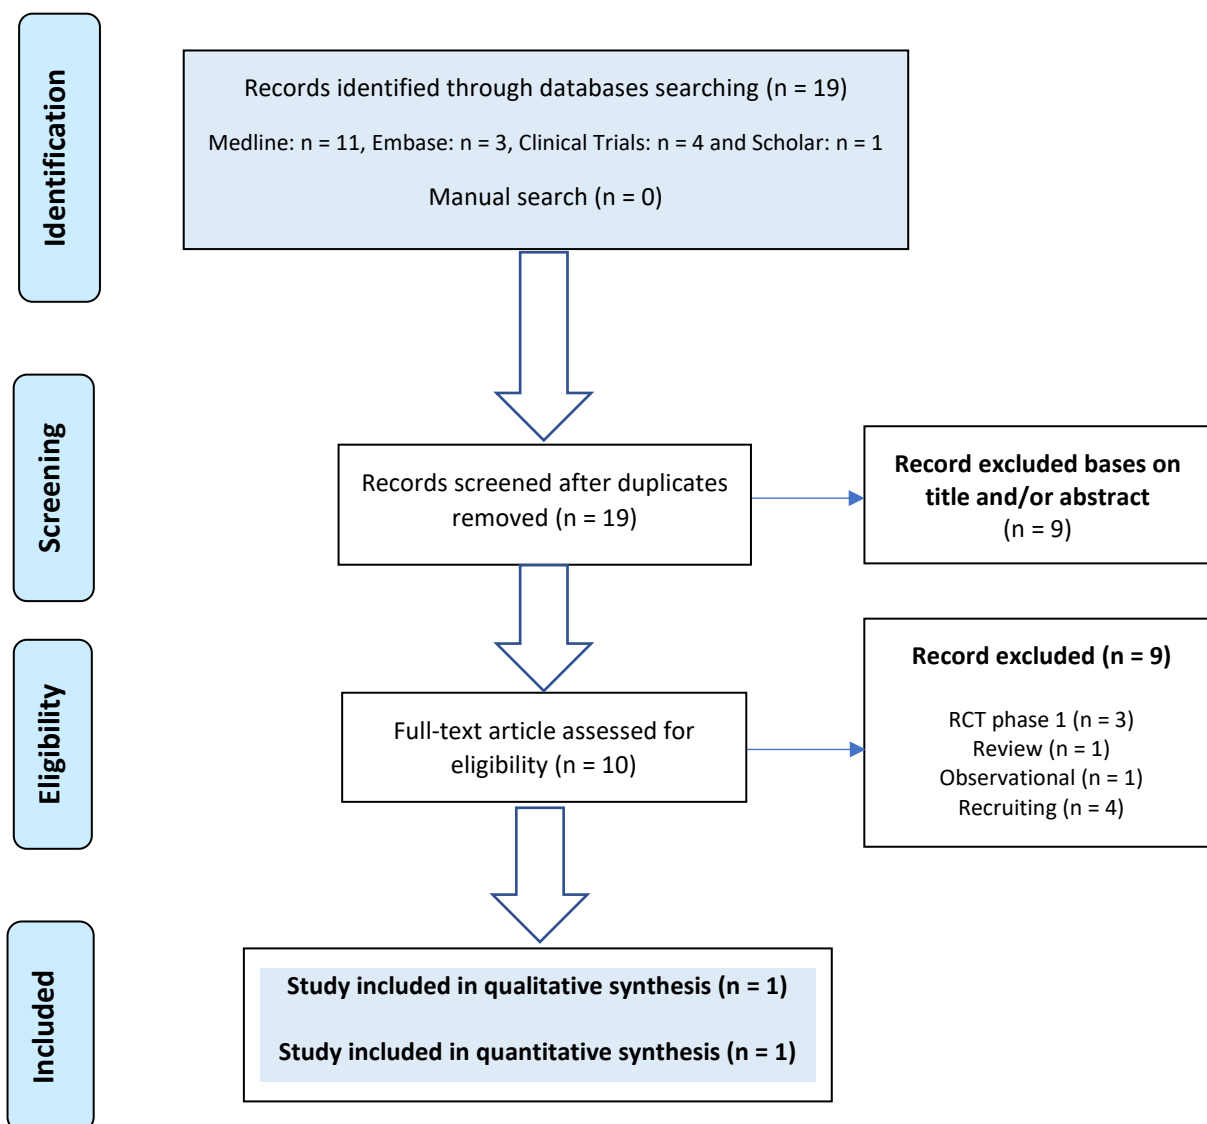 Identification
Records identified through databases searching (n = 19)
Medline: n = 11, Embase: n = 3, Clinical Trials: n = 4 and Scholar: n = 1
Manual search (n = 0)
Screening
Records screened after duplicates
removed (n = 19)
Record excluded bases on
title and/or abstract
(n = 9)
Eligibility
Full-text article assessed for
eligibility (n = 10)
Record excluded (n = 9)
RCT phase 1 (n = 3)
Review (n = 1)
Observational (n = 1)
Recruiting (n = 4)
Included
Study included in qualitative synthesis (n = 1)
Study included in quantitative synthesis (n = 1)